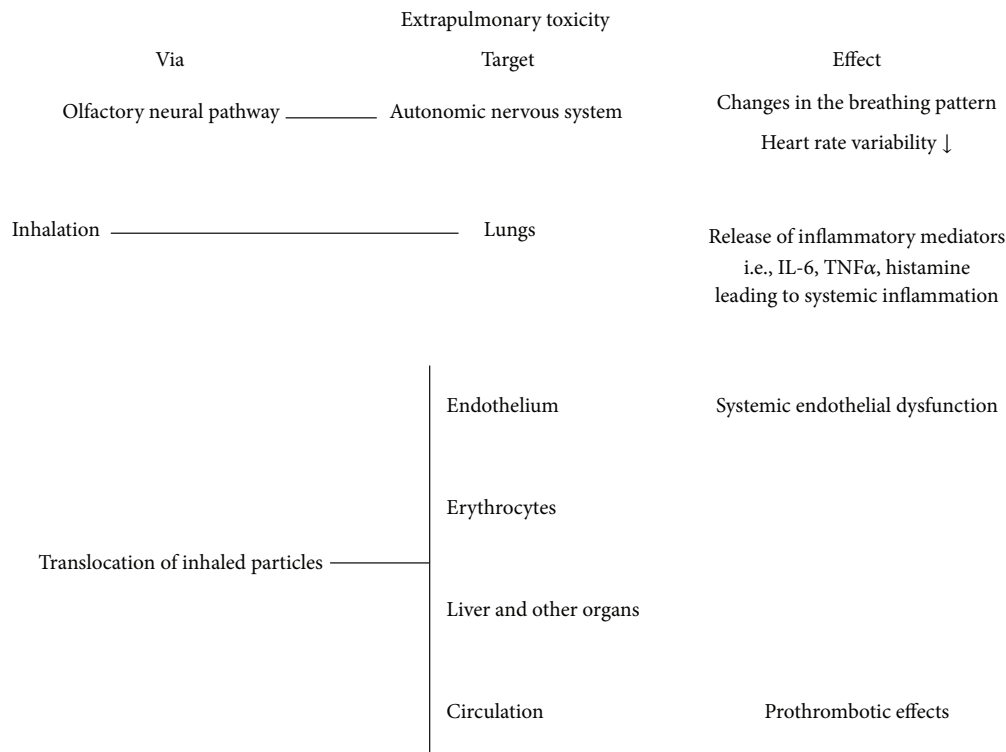 Extrapulmonary toxicity
Via Target Effect
Olfactory neural pathway Autonomic nervous system Changes in the breathing pattern
Heart rate variability ↓
Inhalation Lungs Release of inflammatory mediators
i.e., IL-6, TNFα, histamine
leading to systemic inflammation
Endothelium Systemic endothelial dysfunction
Erythrocytes
Translocation of inhaled particles
Liver and other organs
Circulation Prothrombotic effects